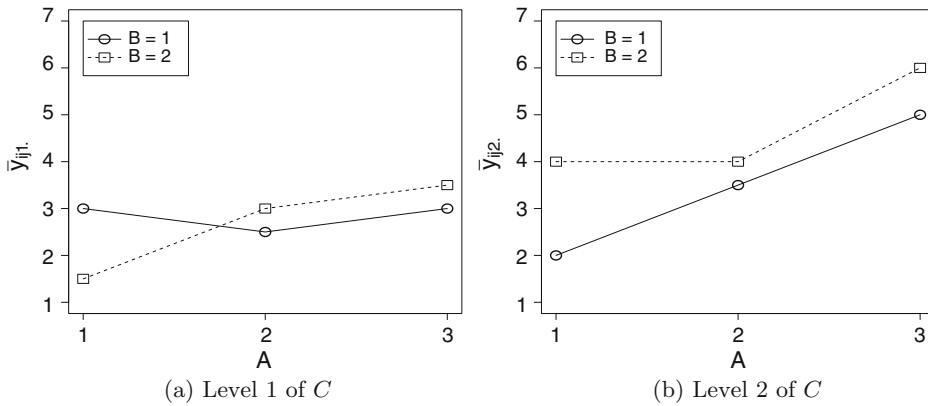 7
6
5
4
3
2
1
B = 1
B = 2
ȳij1.
1 2 3
A
(a) Level 1 of C
7
6
5
4
3
2
1
B = 1
B = 2
ȳij2.
1 2 3
A
(b) Level 2 of C